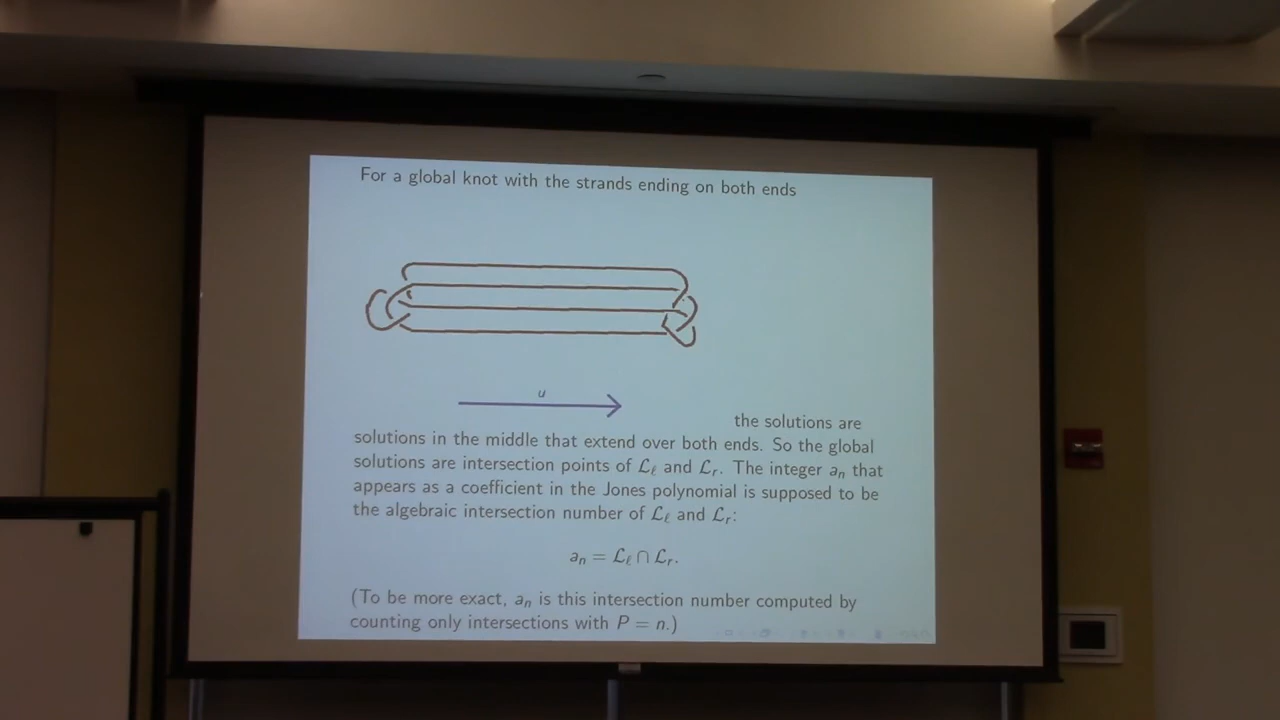 For a global knot with the strands ending on both ends
u
the solutions are
solutions in the middle that extend over both ends. So the global
solutions are intersection points of ℒ_ℓ and ℒ_r. The integer a_n that
appears as a coefficient in the Jones polynomial is supposed to be
the algebraic intersection number of ℒ_ℓ and ℒ_r:
a_n = ℒ_ℓ ∩ ℒ_r.
(To be more exact, a_n is this intersection number computed by
counting only intersections with P = n.)